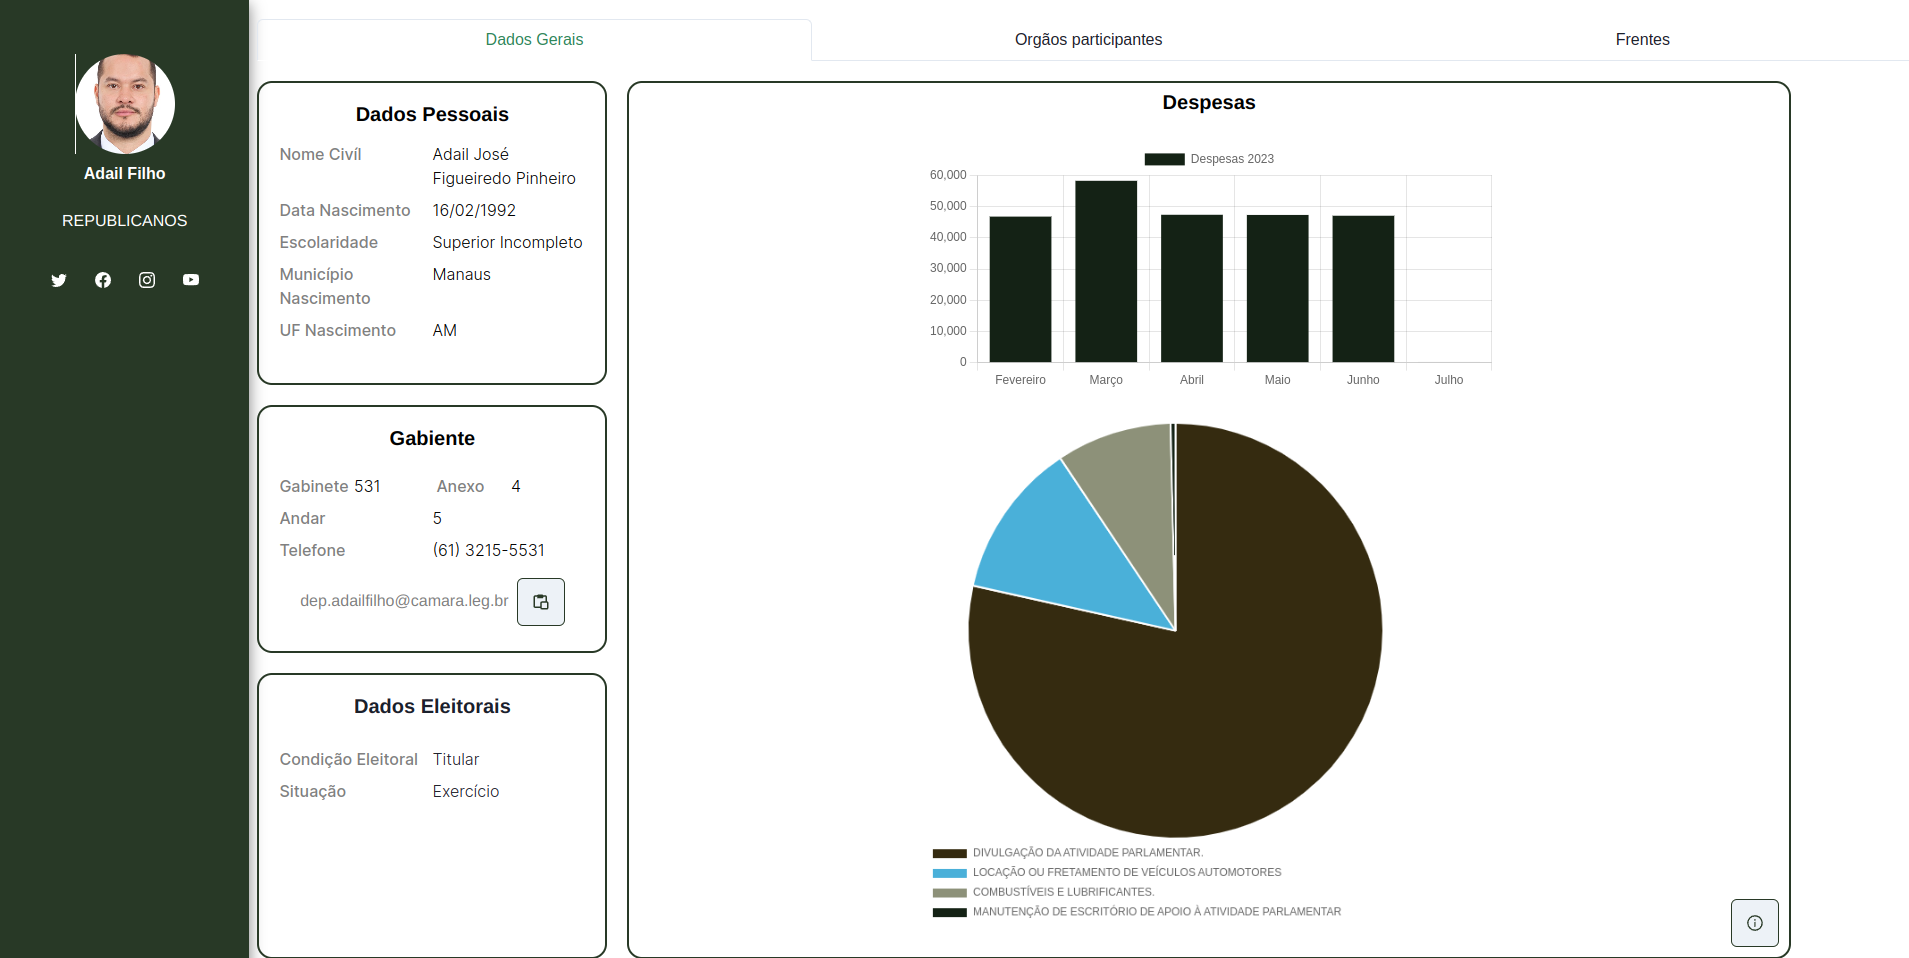 Adail Filho
REPUBLICANOS
Dados Gerais
Orgãos participantes
Frentes
Dados Pessoais
Nome Civíl Adail José
Figueiredo Pinheiro
Data Nascimento 16/02/1992
Escolaridade Superior Incompleto
Município Manaus
Nascimento
UF Nascimento AM
Gabiente
Gabinete 531 Anexo 4
Andar 5
Telefone (61) 3215-5531
dep.adailfilho@camara.leg.br
Dados Eleitorais
Condição Eleitoral Titular
Situação Exercício
Despesas
Despesas 2023
60,000
50,000
40,000
30,000
20,000
10,000
0
Fevereiro Março Abril Maio Junho Julho
DIVULGAÇÃO DA ATIVIDADE PARLAMENTAR.
LOCAÇÃO OU FRETAMENTO DE VEÍCULOS AUTOMOTORES
COMBUSTÍVEIS E LUBRIFICANTES.
MANUTENÇÃO DE ESCRITÓRIO DE APOIO À ATIVIDADE PARLAMENTAR